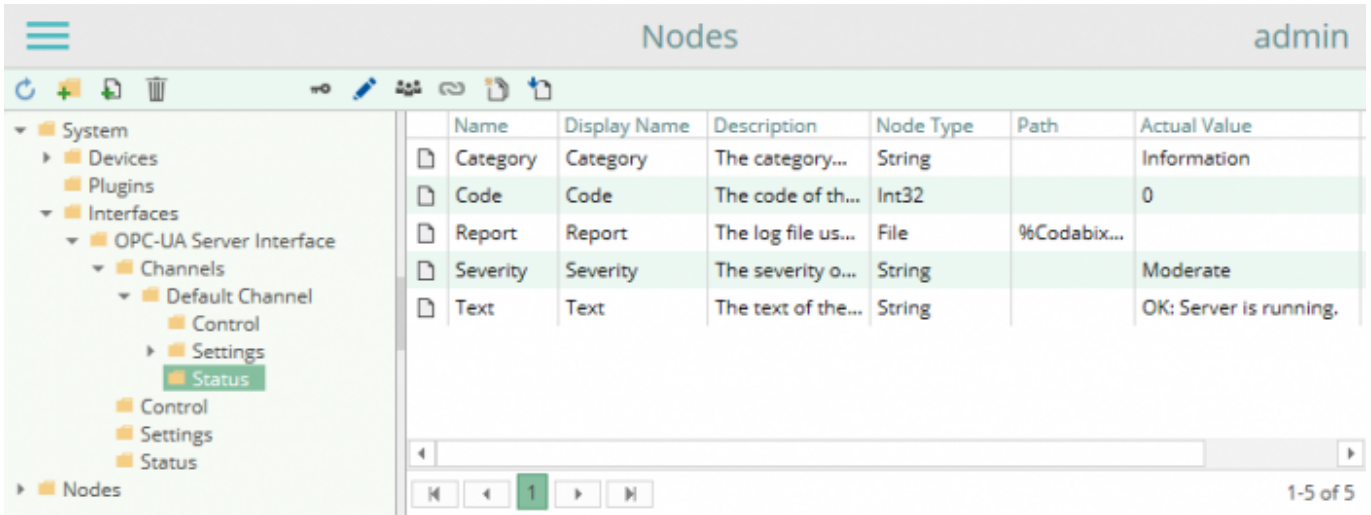 Nodes admin
System
Devices
Plugins
Interfaces
OPC-UA Server Interface
Channels
Default Channel
Control
Settings
Status
Control
Settings
Status
Nodes
Name Display Name Description Node Type Path Actual Value
Category Category The category... String Information
Code Code The code of th... Int32 0
Report Report The log file us... File %Codabix...
Severity Severity The severity o... String Moderate
Text Text The text of the... String OK: Server is running.
1 1-5 of 5